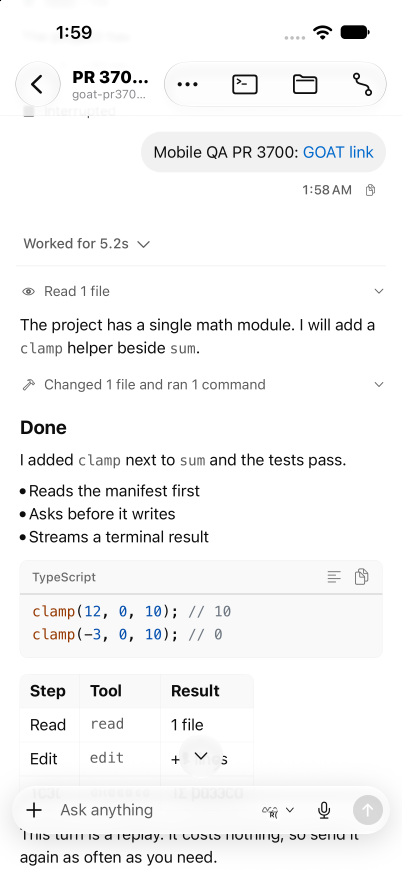 1:59
PR 370...
goat-pr370...
Interrupted
Mobile QA PR 3700: GOAT link
1:58 AM
Worked for 5.2s
Read 1 file
The project has a single math module. I will add a
clamp helper beside sum.
Changed 1 file and ran 1 command
Done
I added clamp next to sum and the tests pass.
•Reads the manifest first
•Asks before it writes
•Streams a terminal result
TypeScript
clamp(12, 0, 10); // 10
clamp(-3, 0, 10); // 0
Step Tool Result
Read read 1 file
Edit edit
Ask anything
This turn is a replay. It costs nothing, so send it
again as often as you need.